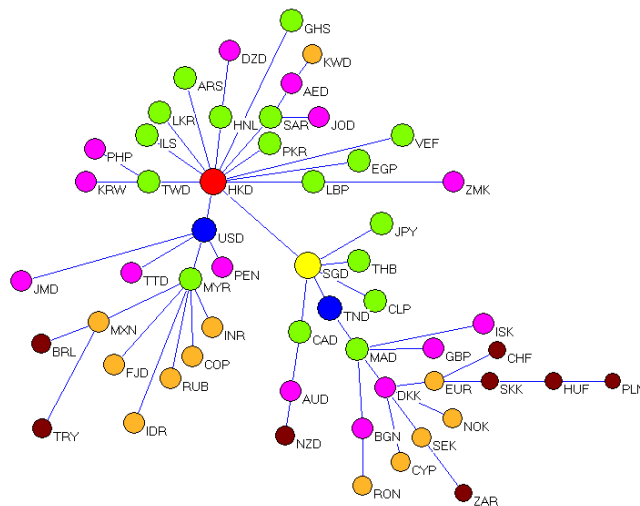 GHS
DZD
KWD
ARS
AED
LKR
HNL
SAR
JOD
ILS
PKR
VEF
PHP
EGP
KRW
TWD
HKD
LBP
ZMK
JPY
USD
PEN
SGD
THB
JMD
TTD
MYR
CLP
TND
MXN
INR
CAD
ISK
BRL
COP
MAD
GBP
CHF
FJD
RUB
AUD
DKK
EUR
SKK
HUF
PLN
IDR
NOK
TRY
NZD
BGN
SEK
CYP
RON
ZAR